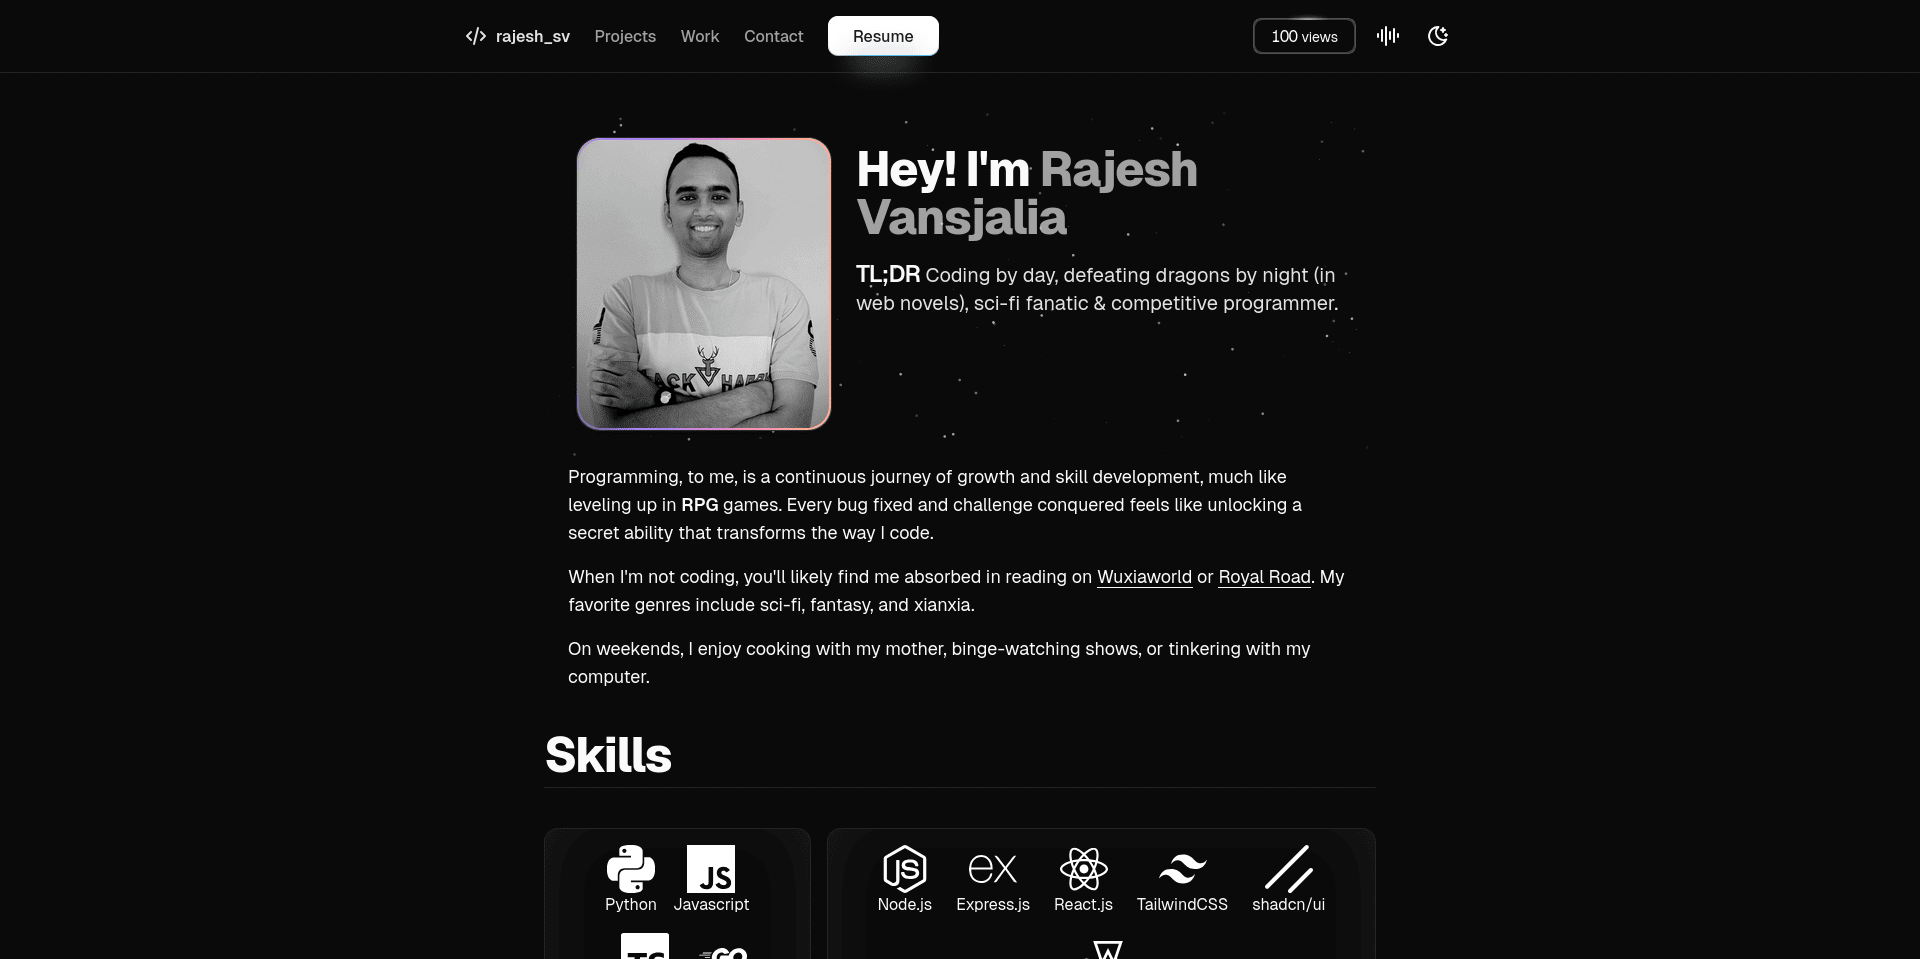 </> rajesh_sv Projects Work Contact Resume 100 views
Hey! I'm Rajesh
Vansjalia
TL;DR Coding by day, defeating dragons by night (in
web novels), sci-fi fanatic & competitive programmer.
Programming, to me, is a continuous journey of growth and skill development, much like
leveling up in RPG games. Every bug fixed and challenge conquered feels like unlocking a
secret ability that transforms the way I code.
When I'm not coding, you'll likely find me absorbed in reading on Wuxiaworld or Royal Road. My
favorite genres include sci-fi, fantasy, and xianxia.
On weekends, I enjoy cooking with my mother, binge-watching shows, or tinkering with my
computer.
Skills
JS
Python Javascript
JS ex
Node.js Express.js React.js TailwindCSS shadcn/ui
GO